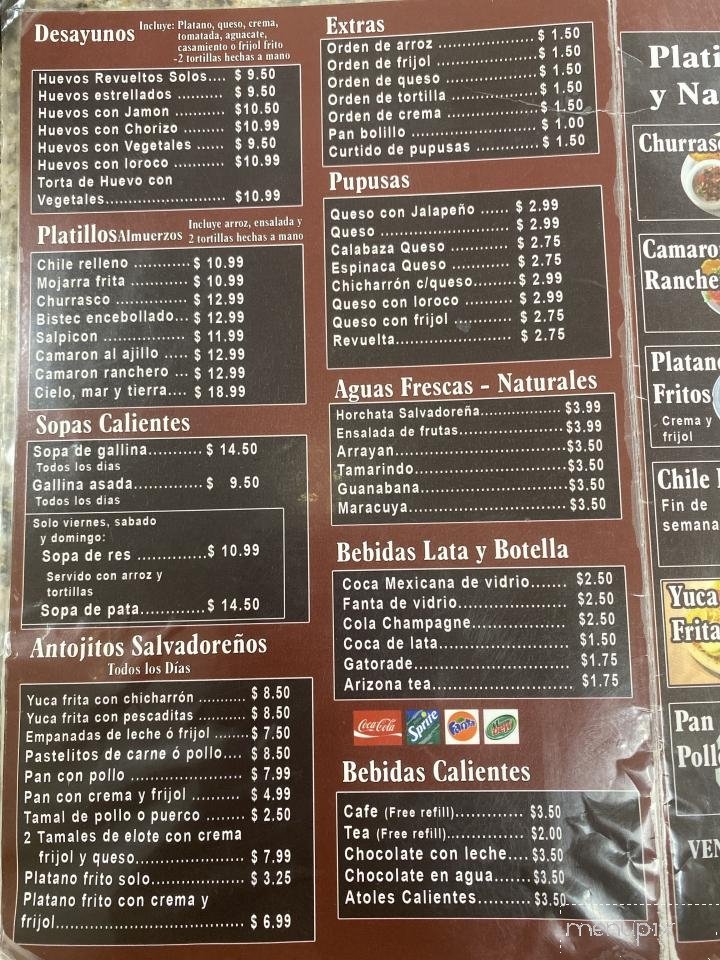 Desayunos
Incluye: Platano, queso, crema,
tomatada, aguacate,
casamiento o frijol frito
-2 tortillas hechas a mano
Huevos Revueltos Solos.... $ 9.50
Huevos estrellados .......... $ 9.50
Huevos con Jamon ........... $10.50
Huevos con Chorizo .......... $10.99
Huevos con Vegetales ...... $ 9.50
Huevos con loroco ........... $10.99
Torta de Huevo con
Vegetales.......................... $10.99
Platillos Almuerzos
Incluye arroz, ensalada y
2 tortillas hechas a mano
Chile relleno .......... $ 10.99
Mojarra frita ........... $ 10.99
Churrasco .............. $ 12.99
Bistec encebollado... $ 12.99
Salpicon ................ $ 11.99
Camaron al ajillo ..... $ 12.99
Camaron ranchero ... $ 12.99
Cielo, mar y tierra.... $ 18.99
Sopas Calientes
Sopa de gallina.......... $ 14.50
Todos los dias
Gallina asada............. $ 9.50
Todos los dias
Solo viernes, sabado
y domingo:
Sopa de res .............$ 10.99
Servido con arroz y
tortillas
Sopa de pata............$ 14.50
Antojitos Salvadoreños
Todos los Días
Yuca frita con chicharrón .......... $ 8.50
Yuca frita con pescaditas .......... $ 8.50
Empanadas de leche ó frijol .......$ 7.50
Pastelitos de carne ó pollo.... $ 8.50
Pan con pollo ...................... $ 7.99
Pan con crema y frijol .......... $ 4.99
Tamal de pollo o puerco ....... $ 2.50
2 Tamales de elote con crema
frijol y queso...................... $ 7.99
Platano frito solo.................. $ 3.25
Platano frito con crema y
frijol..................................... $ 6.99
Extras
Orden de arroz .................. $ 1.50
Orden de frijol .................. $ 1.50
Orden de queso ................ $ 1.50
Orden de tortilla ............... $ 1.50
Orden de crema ................ $ 1.50
Pan bolillo ........................ $ 1.00
Curtido de pupusas ........... $ 1.50
Pupusas
Queso con Jalapeño ...... $ 2.99
Queso .......................... $ 2.99
Calabaza Queso ............ $ 2.75
Espinaca Queso ............ $ 2.75
Chicharrón c/queso.......$ 2.99
Queso con loroco .......... $ 2.99
Queso con frijol ............ $ 2.75
Revuelta....................... $ 2.75
Aguas Frescas - Naturales
Horchata Salvadoreña.................. $3.99
Ensalada de frutas.......................$3.99
Arrayan..................................$3.50
Tamarindo..............................$3.50
Guanabana.............................$3.50
Maracuya................................$3.50
Bebidas Lata y Botella
Coca Mexicana de vidrio....... $2.50
Fanta de vidrio..................... $2.50
Cola Champagne................... $2.50
Coca de lata......................... $1.50
Gatorade.............................. $1.75
Arizona tea........................... $1.75
Coca-Cola Sprite Fanta Mtn Dew
Bebidas Calientes
Cafe (Free refill).............. $3.50
Tea (Free refill)............... $2.00
Chocolate con leche.... $3.50
Chocolate en agua.......$3.50
Atoles Calientes..........$3.50
Plati
y Na
Churrasc
Camaro
Ranche
Platano
Fritos
Crema y
frijol
Chile
Fin de
semana
Yuca
Frita
Pan
Poll
VEN
menupix